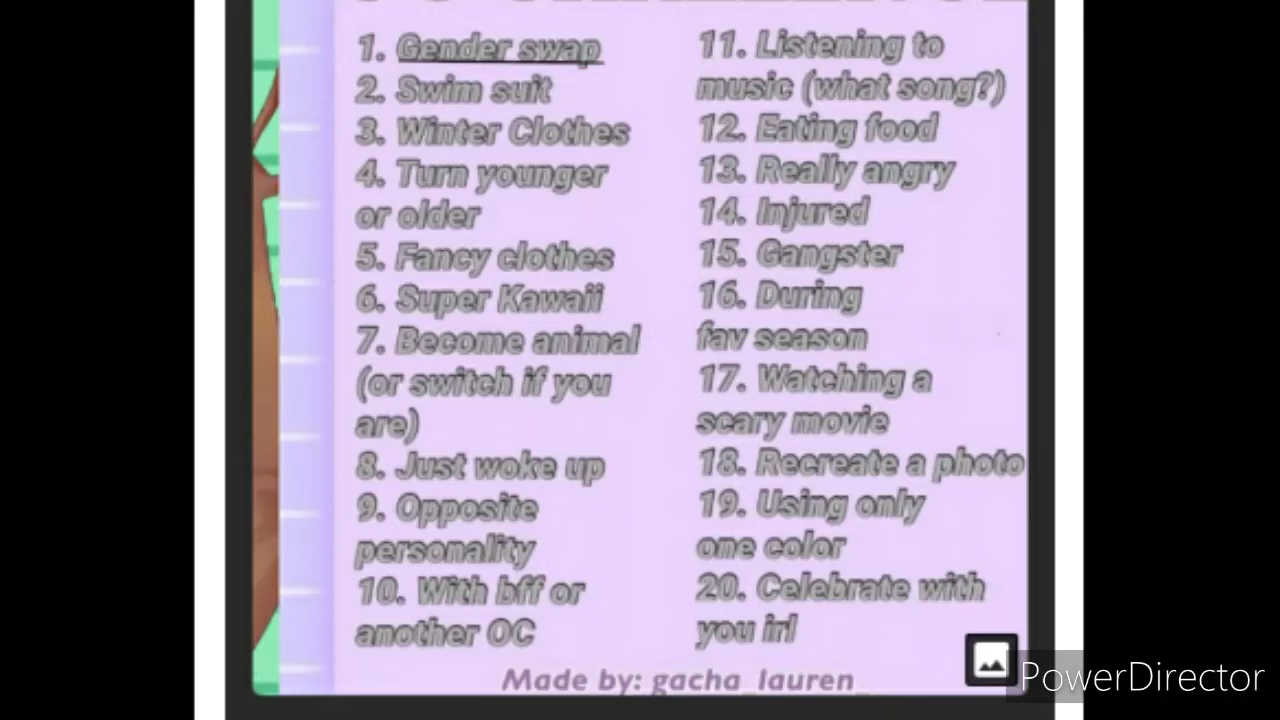 1. Gender swap
2. Swim suit
3. Winter Clothes
4. Turn younger
or older
5. Fancy clothes
6. Super Kawaii
7. Become animal
(or switch if you
are)
8. Just woke up
9. Opposite
personality
10. With bff or
another OC
11. Listening to
music (what song?)
12. Eating food
13. Really angry
14. Injured
15. Gangster
16. During
fav season
17. Watching a
scary movie
18. Recreate a photo
19. Using only
one color
20. Celebrate with
you irl
Made by: gacha_lauren_
PowerDirector